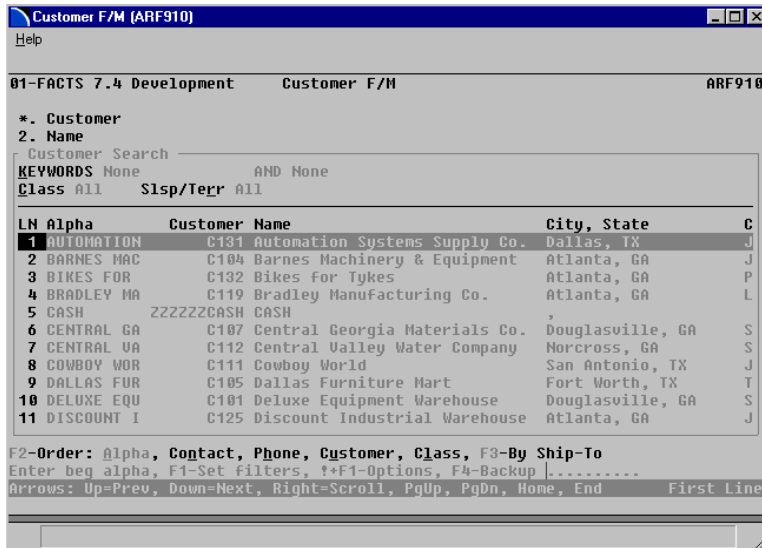 Customer F/M (ARF910)
Help
01-FACTS 7.4 Development Customer F/M ARF910
*. Customer
2. Name
Customer Search
KEYWORDS None AND None
Class All Slsp/Terr All
LN Alpha Customer Name City, State C
1 AUTOMATION C131 Automation Systems Supply Co. Dallas, TX J
2 BARNES MAC C104 Barnes Machinery & Equipment Atlanta, GA J
3 BIKES FOR C132 Bikes for Tykes Atlanta, GA P
4 BRADLEY MA C119 Bradley Manufacturing Co. Atlanta, GA L
5 CASH ZZZZZZCASH CASH ,
6 CENTRAL GA C107 Central Georgia Materials Co. Douglasville, GA S
7 CENTRAL VA C112 Central Valley Water Company Norcross, GA S
8 COWBOY WOR C111 Cowboy World San Antonio, TX J
9 DALLAS FUR C105 Dallas Furniture Mart Fort Worth, TX T
10 DELUXE EQU C101 Deluxe Equipment Warehouse Douglasville, GA S
11 DISCOUNT I C125 Discount Industrial Warehouse Atlanta, GA J
F2-Order: Alpha, Contact, Phone, Customer, Class, F3-By Ship-To
Enter beg alpha, F1-Set filters, !+F1-Options, F4-Backup ..........
Arrows: Up=Prev, Down=Next, Right=Scroll, PgUp, PgDn, Home, End First Line